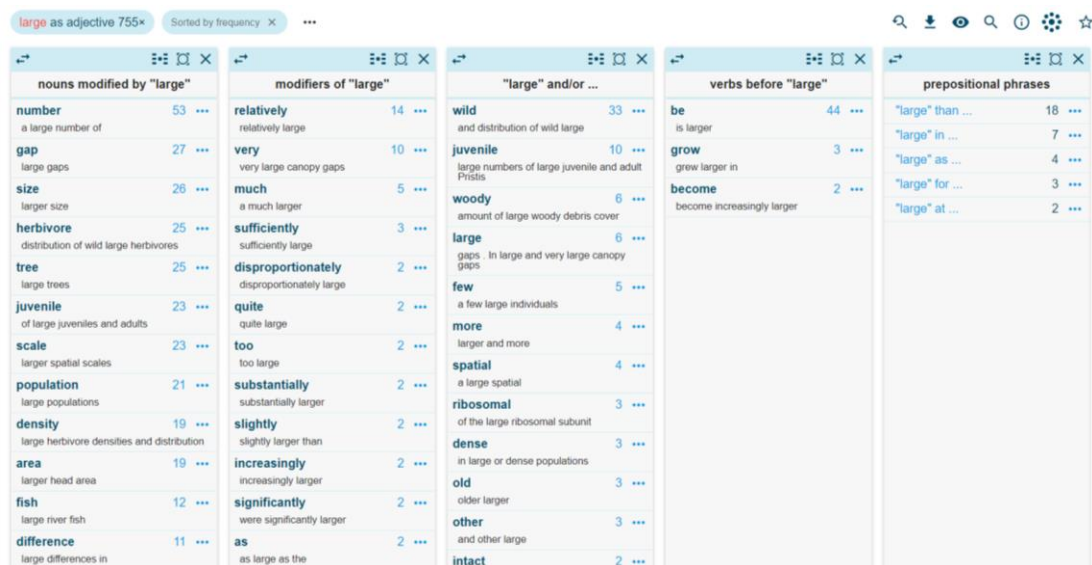 large as adjective 755×
Sorted by frequency ×
nouns modified by "large"
number 53
a large number of
gap 27
large gaps
size 26
larger size
herbivore 25
distribution of wild large herbivores
tree 25
large trees
juvenile 23
of large juveniles and adults
scale 23
larger spatial scales
population 21
large populations
density 19
large herbivore densities and distribution
area 19
larger head area
fish 12
large river fish
difference 11
large differences in
modifiers of "large"
relatively 14
relatively large
very 10
very large canopy gaps
much 5
a much larger
sufficiently 3
sufficiently large
disproportionately 2
disproportionately large
quite 2
quite large
too 2
too large
substantially 2
substantially larger
slightly 2
slightly larger than
increasingly 2
increasingly larger
significantly 2
were significantly larger
as 2
as large as the
"large" and/or ...
wild 33
and distribution of wild large
juvenile 10
large numbers of large juvenile and adult
Pristis
woody 6
amount of large woody debris cover
large 6
gaps . In large and very large canopy
gaps
few 5
a few large individuals
more 4
larger and more
spatial 4
a large spatial
ribosomal 3
of the large ribosomal subunit
dense 3
in large or dense populations
old 3
older larger
other 3
and other large
intact 2
verbs before "large"
be 44
is larger
grow 3
grew larger in
become 2
become increasingly larger
prepositional phrases
"large" than ... 18
"large" in ... 7
"large" as ... 4
"large" for ... 3
"large" at ... 2